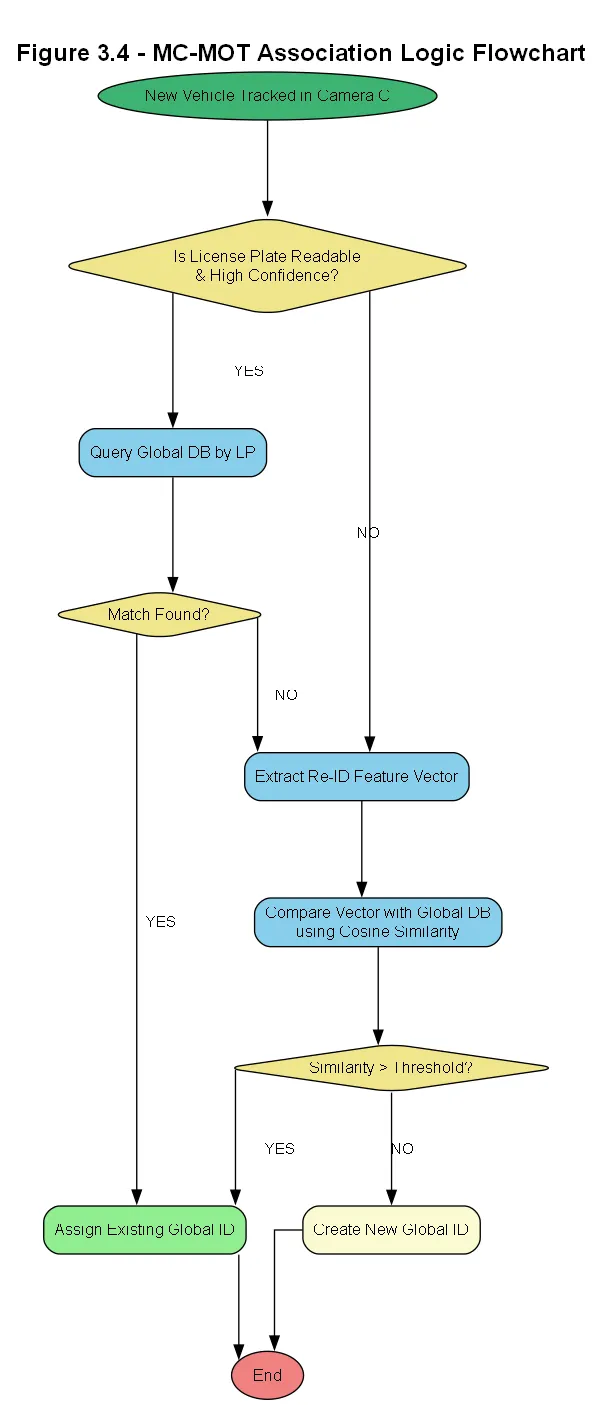 Figure 3.4 - MC-MOT Association Logic Flowchart
New Vehicle Tracked in Camera C
Is License Plate Readable
& High Confidence?
YES
Query Global DB by LP
NO
Match Found?
NO
Extract Re-ID Feature Vector
YES
Compare Vector with Global DB
using Cosine Similarity
Similarity > Threshold?
YES
NO
Assign Existing Global ID
Create New Global ID
End